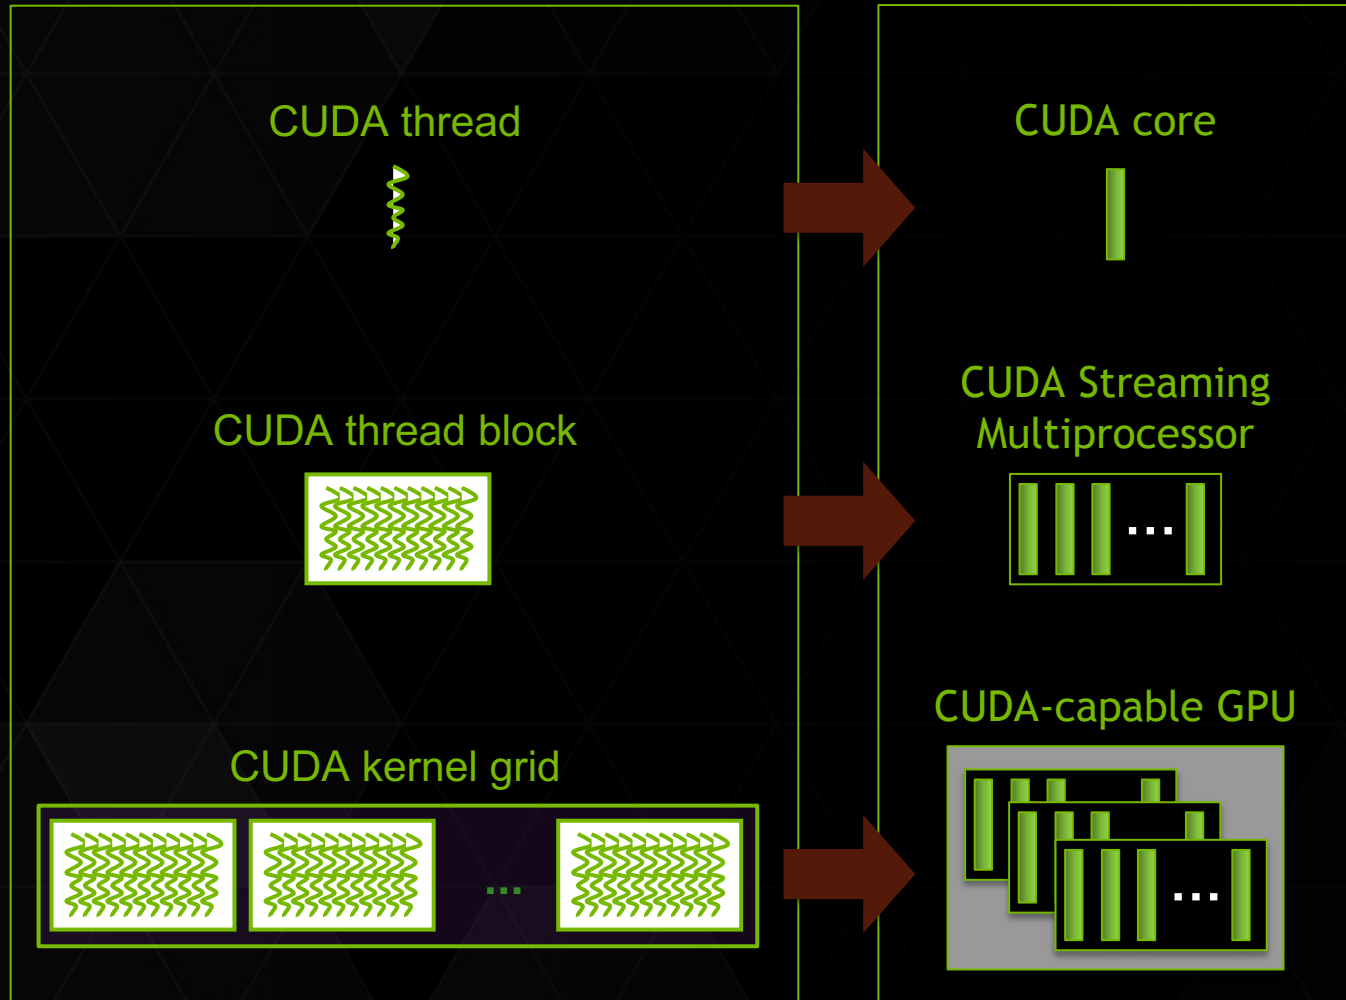 CUDA thread
CUDA core
CUDA thread block
CUDA Streaming
Multiprocessor
...
CUDA kernel grid
...
CUDA-capable GPU
...